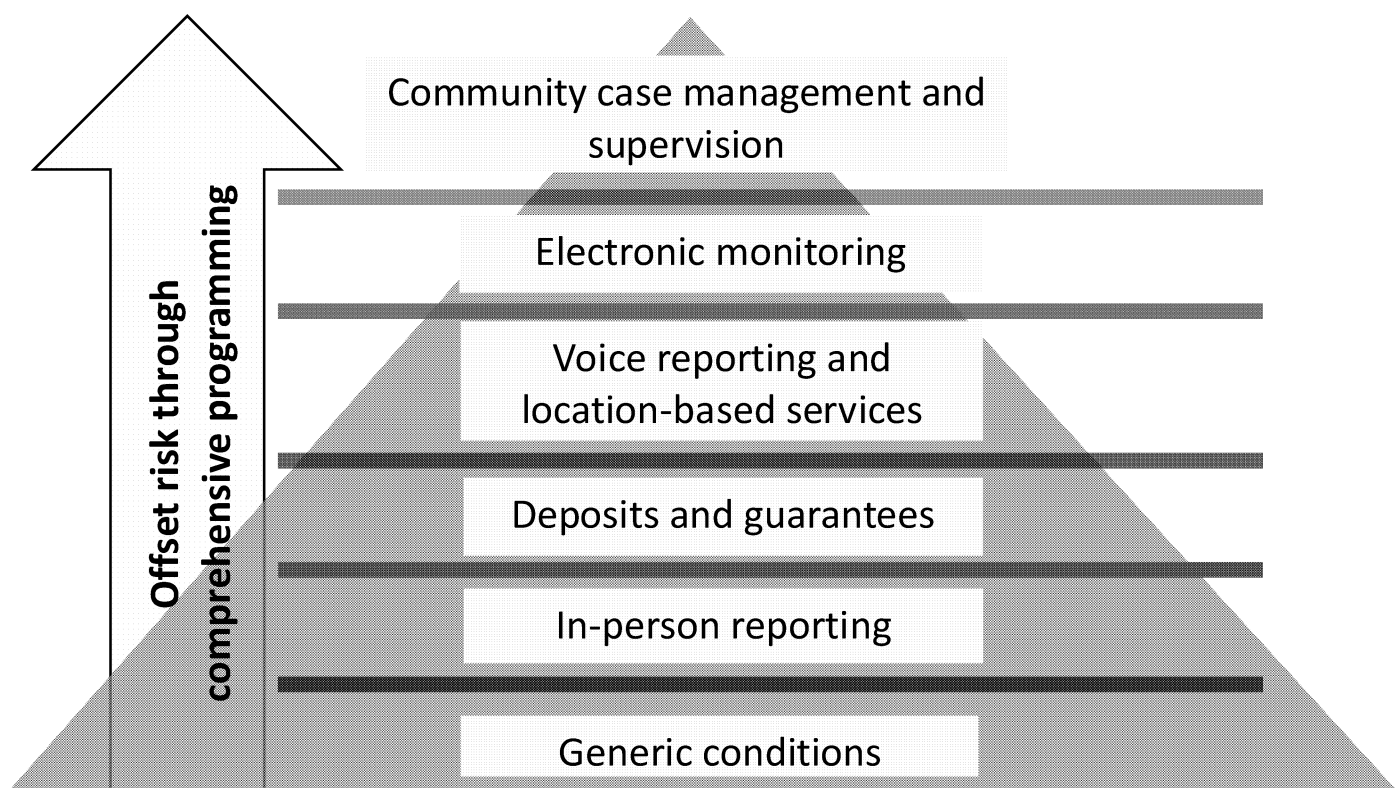 Offset risk through
comprehensive programming
Community case management and
supervision
Electronic monitoring
Voice reporting and
location-based services
Deposits and guarantees
In-person reporting
Generic conditions